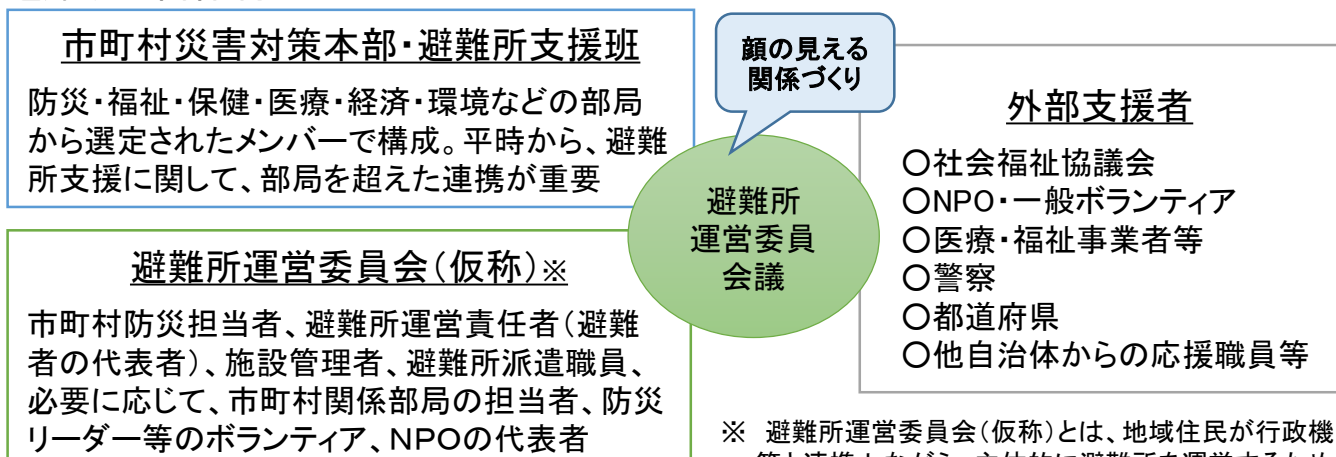 市町村災害対策本部・避難所支援班
防災・福祉・保健・医療・経済・環境などの部局
から選定されたメンバーで構成。平時から、避難
所支援に関して、部局を超えた連携が重要
避難所運営委員会(仮称)※
市町村防災担当者、避難所運営責任者(避難
者の代表者)、施設管理者、避難所派遣職員、
必要に応じて、市町村関係部局の担当者、防災
リーダー等のボランティア、NPOの代表者
顔の見える
関係づくり
避難所
運営委員
会議
外部支援者
○社会福祉協議会
○NPO・一般ボランティア
○医療・福祉事業者等
○警察
○都道府県
○他自治体からの応援職員等
※ 避難所運営委員会(仮称)とは、地域住民が行政機